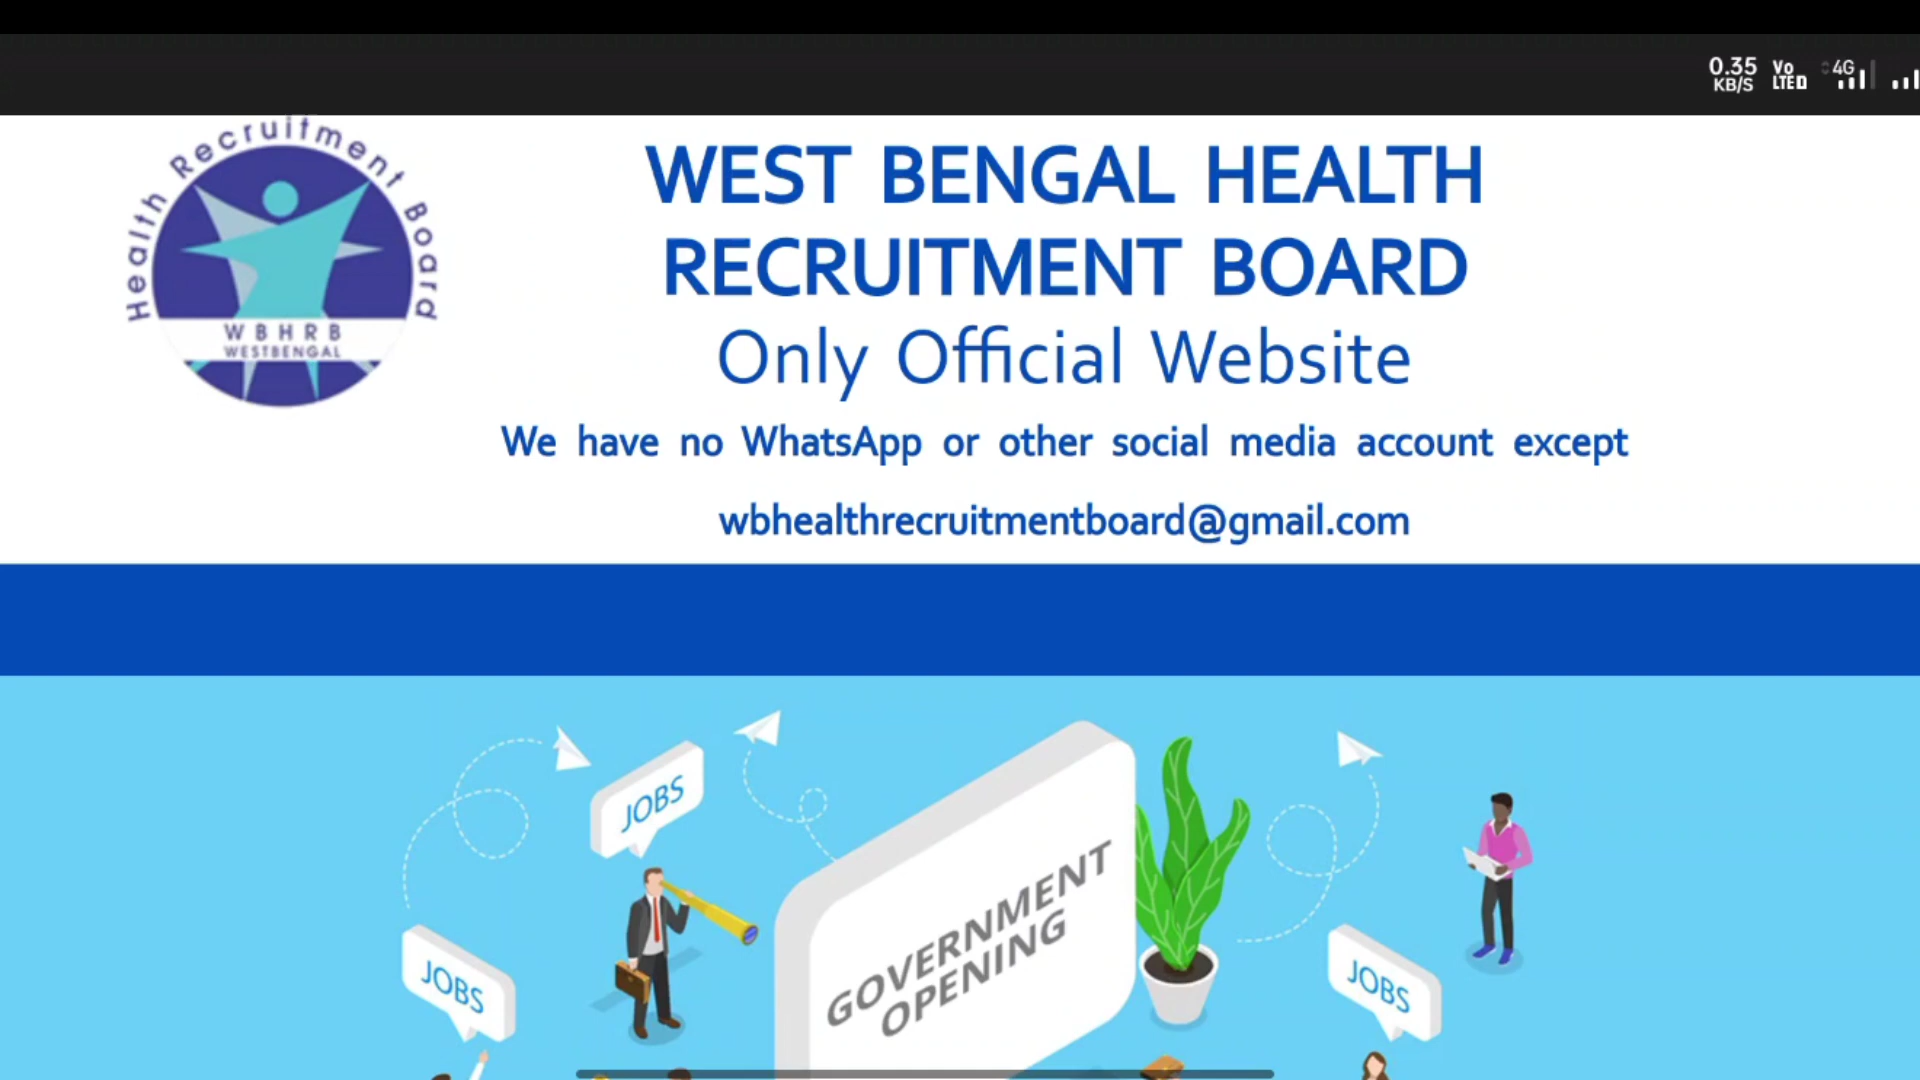 0.35
KB/S
Vo
LTE
4G
Health Recruitment Board
WBHRB
WESTBENGAL
WEST BENGAL HEALTH
RECRUITMENT BOARD
Only Official Website
We have no WhatsApp or other social media account except
wbhealthrecruitmentboard@gmail.com
JOBS
GOVERNMENT
OPENING
JOBS
JOBS